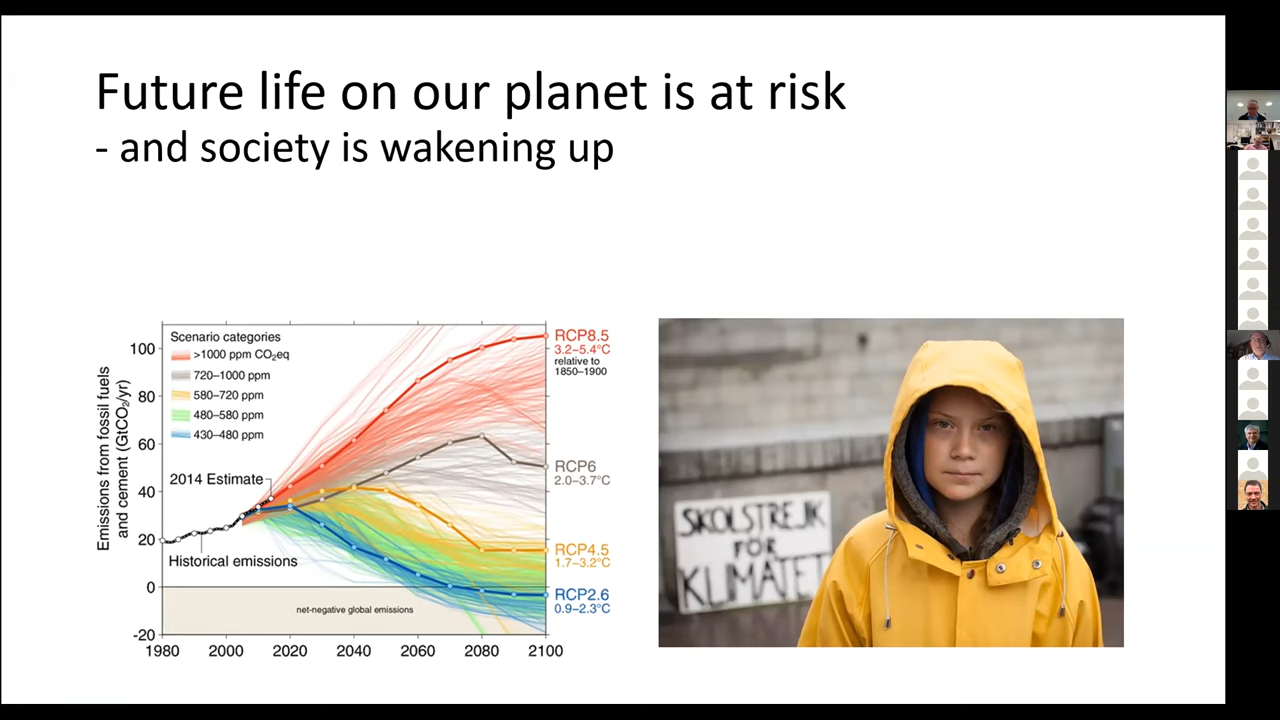 Future life on our planet is at risk
- and society is wakening up
Emissions from fossil fuels
and cement (GtCO₂/yr)
100
80
60
40
20
0
-20
1980
2000
2020
2040
2060
2080
2100
Scenario categories
>1000 ppm CO₂eq
720–1000 ppm
580–720 ppm
480–580 ppm
430–480 ppm
2014 Estimate
Historical emissions
net-negative global emissions
RCP8.5
3.2–5.4°C
relative to
1850–1900
RCP6
2.0–3.7°C
RCP4.5
1.7–3.2°C
RCP2.6
0.9–2.3°C
SKOLSTREJK
FÖR
KLIMATET